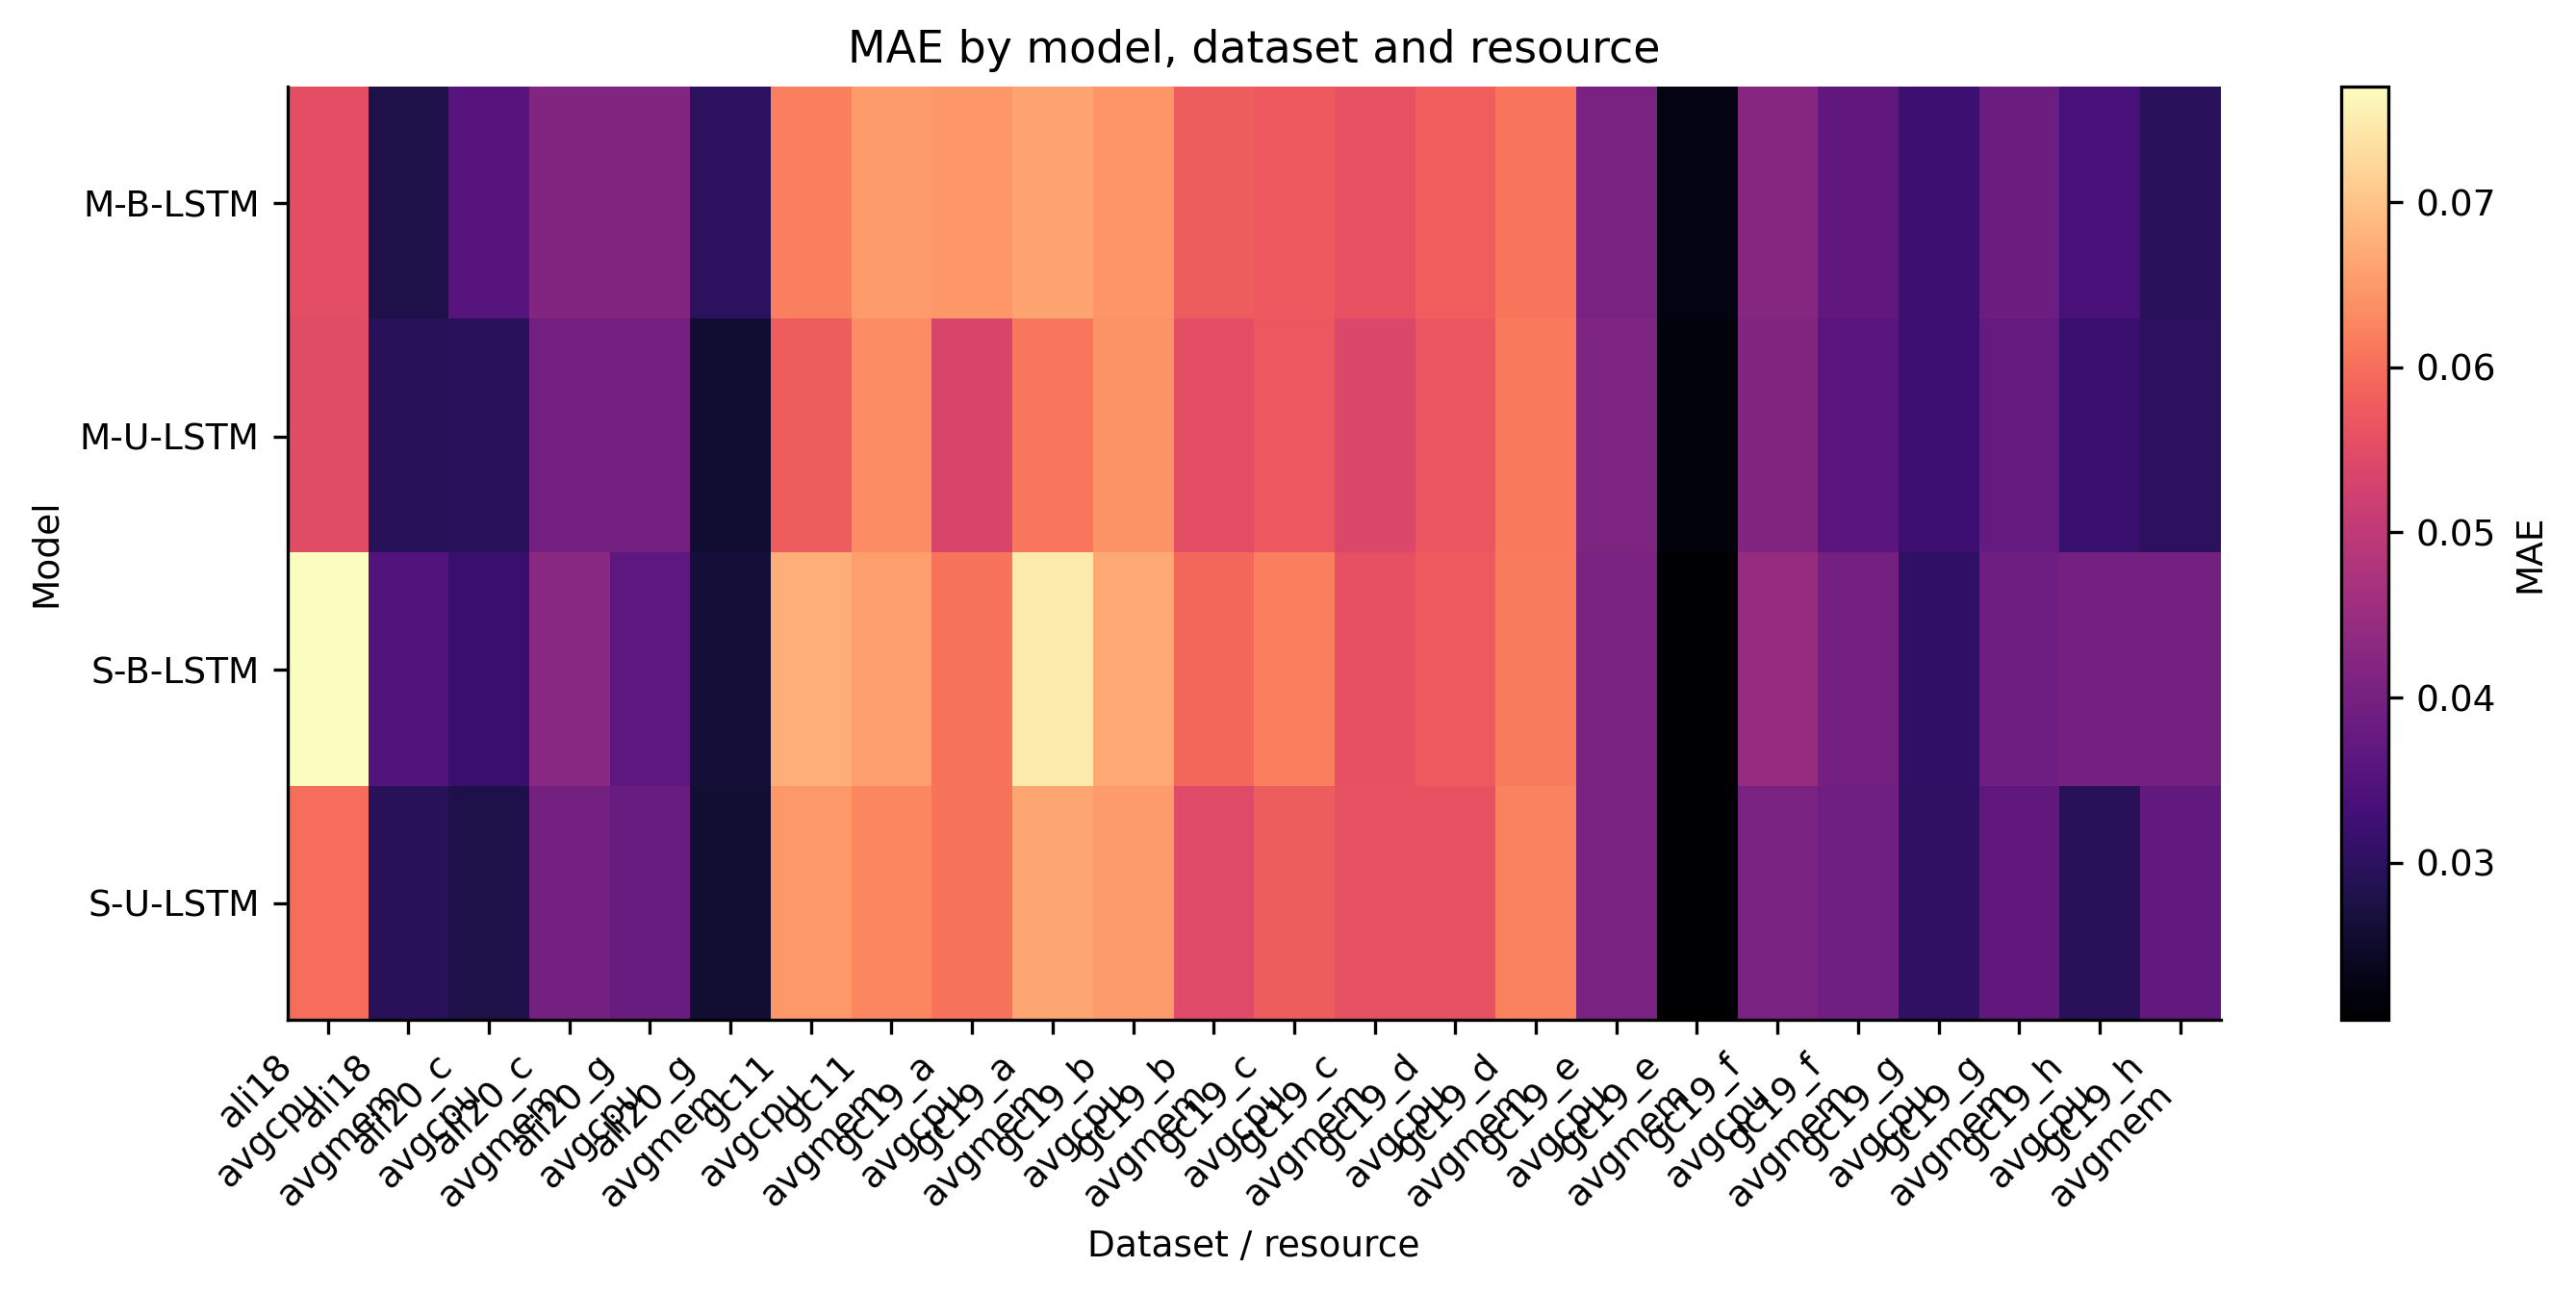 MAE by model, dataset and resource
Model
M-B-LSTM
M-U-LSTM
S-B-LSTM
S-U-LSTM
ali18
avgcpu
ali18
avgmem
ali20_c
avgcpu
ali20_c
avgmem
ali20_g
avgcpu
ali20_g
avgmem
gc11
avgcpu
gc11
avgmem
gc19_a
avgcpu
gc19_a
avgmem
gc19_b
avgcpu
gc19_b
avgmem
gc19_c
avgcpu
gc19_c
avgmem
gc19_d
avgcpu
gc19_d
avgmem
gc19_e
avgcpu
gc19_e
avgmem
gc19_f
avgcpu
gc19_f
avgmem
gc19_g
avgcpu
gc19_g
avgmem
gc19_h
avgcpu
gc19_h
avgmem
Dataset / resource
0.07
0.06
0.05
0.04
0.03
MAE